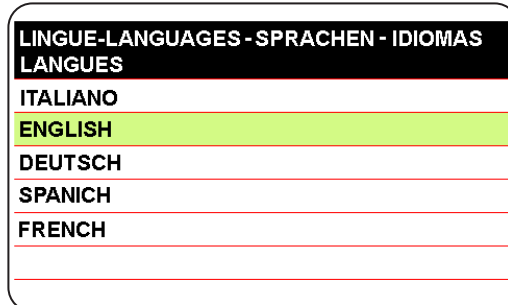 LINGUE-LANGUAGES - SPRACHEN - IDIOMAS
LANGUES
ITALIANO
ENGLISH
DEUTSCH
SPANICH
FRENCH